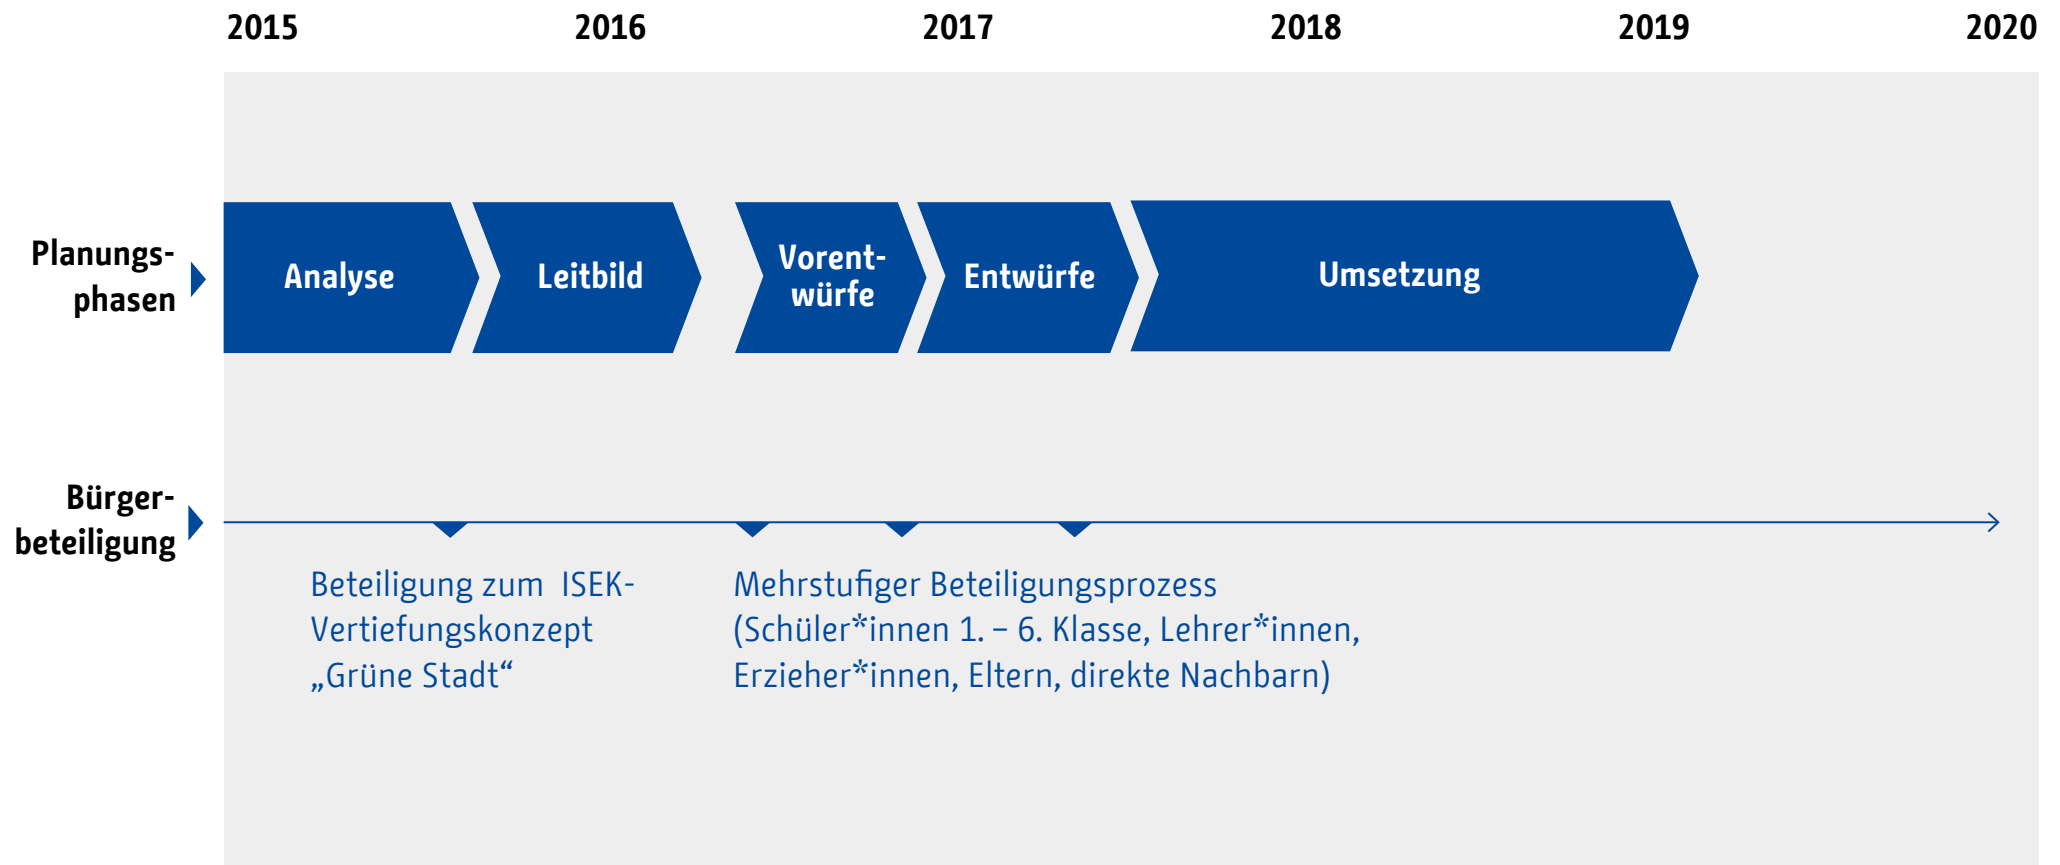 2015 2016 2017 2018 2019 2020
Planungs-
phasen
Analyse
Leitbild
Vorent-
würfe
Entwürfe
Umsetzung
Bürger-
beteiligung
Beteiligung zum ISEK-
Vertiefungskonzept
„Grüne Stadt“
Mehrstufiger Beteiligungsprozess
(Schüler*innen 1. – 6. Klasse, Lehrer*innen,
Erzieher*innen, Eltern, direkte Nachbarn)